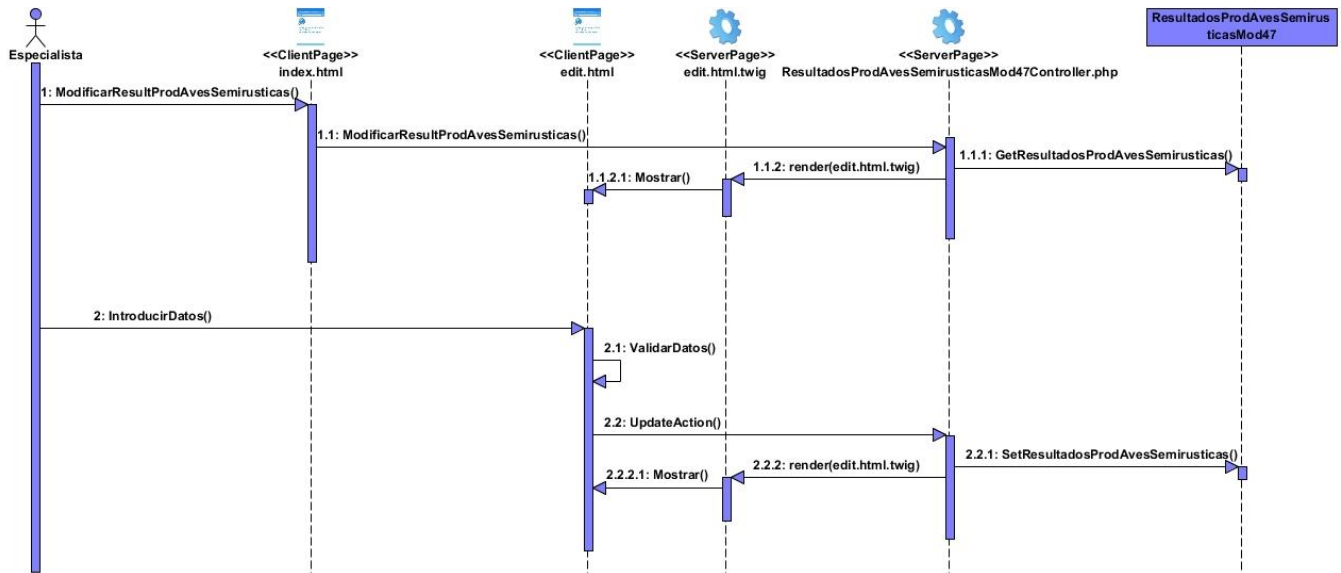 Especialista
<<ClientPage>>
index.html
<<ClientPage>>
edit.html
<<ServerPage>>
edit.html.twig
<<ServerPage>>
ResultadosProdAvesSemirusticasMod47Controller.php
ResultadosProdAvesSemirus
ticasMod47
1: ModificarResultProdAvesSemirusticas()
1.1: ModificarResultProdAvesSemirusticas()
1.1.1: GetResultadosProdAvesSemirusticas()
1.1.2: render(edit.html.twig)
1.1.2.1: Mostrar()
2: IntroducirDatos()
2.1: ValidarDatos()
2.2: UpdateAction()
2.2.1: SetResultadosProdAvesSemirusticas()
2.2.2: render(edit.html.twig)
2.2.2.1: Mostrar()